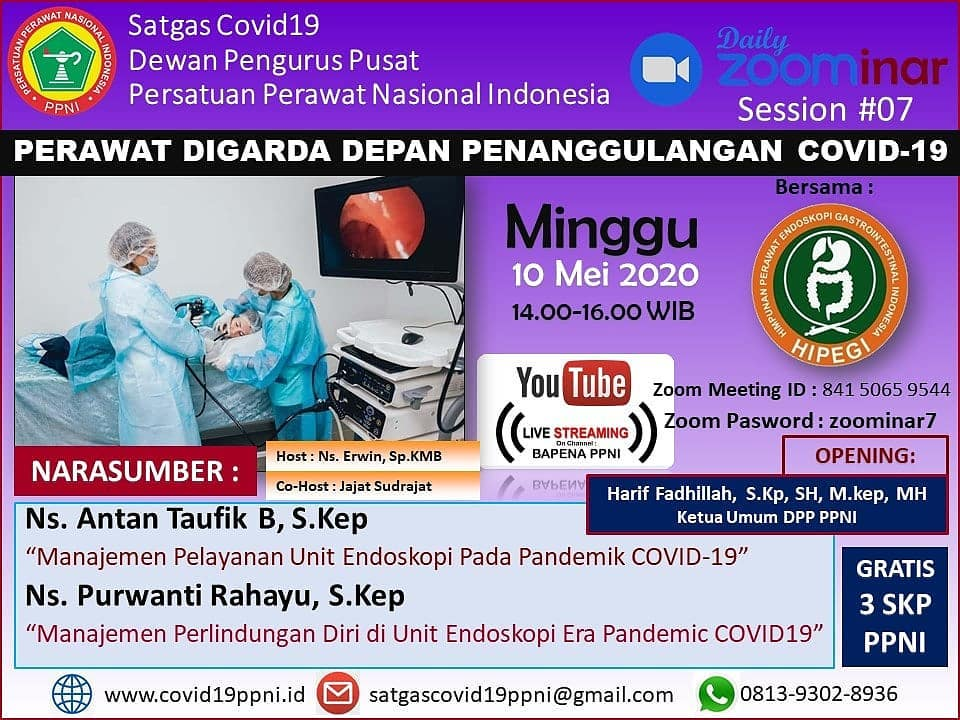 PERSATUAN PERAWAT NASIONAL INDONESIA
PPNI
Satgas Covid19
Dewan Pengurus Pusat
Persatuan Perawat Nasional Indonesia
Daily
zoominar
Session #07
PERAWAT DIGARDA DEPAN PENANGGULANGAN COVID-19
Minggu
10 Mei 2020
14.00-16.00 WIB
Bersama :
HIMPUNAN PERAWAT ENDOSKOPI GASTROINTESTINAL INDONESIA
HIPEGI
YouTube
LIVE STREAMING
On Channel :
BAPENA PPNI
Zoom Meeting ID : 841 5065 9544
Zoom Pasword : zoominar7
OPENING:
Harif Fadhillah, S.Kp, SH, M.kep, MH
Ketua Umum DPP PPNI
NARASUMBER :
Host : Ns. Erwin, Sp.KMB
Co-Host : Jajat Sudrajat
Ns. Antan Taufik B, S.Kep
“Manajemen Pelayanan Unit Endoskopi Pada Pandemik COVID-19”
Ns. Purwanti Rahayu, S.Kep
“Manajemen Perlindungan Diri di Unit Endoskopi Era Pandemic COVID19”
GRATIS
3 SKP
PPNI
www.covid19ppni.id
satgascovid19ppni@gmail.com
0813-9302-8936